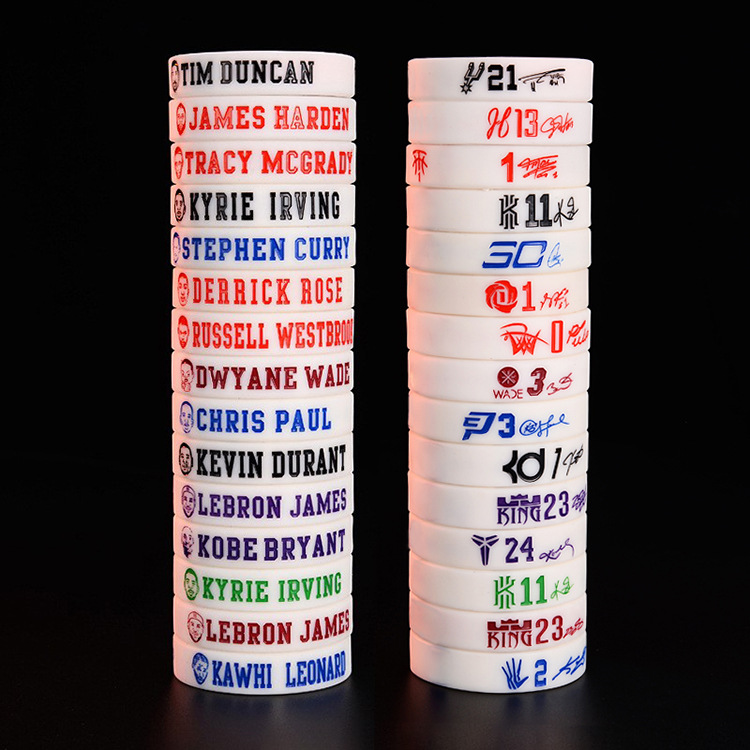 TIM DUNCAN
JAMES HARDEN
TRACY MCGRADY
KYRIE IRVING
STEPHEN CURRY
DERRICK ROSE
RUSSELL WESTBROO
DWYANE WADE
CHRIS PAUL
KEVIN DURANT
LEBRON JAMES
KOBE BRYANT
KYRIE IRVING
LEBRON JAMES
KAWHI LEONARD
21
13
1
11
30
1
0
WADE 3
3
KD
KING 23
24
11
KING 23
2